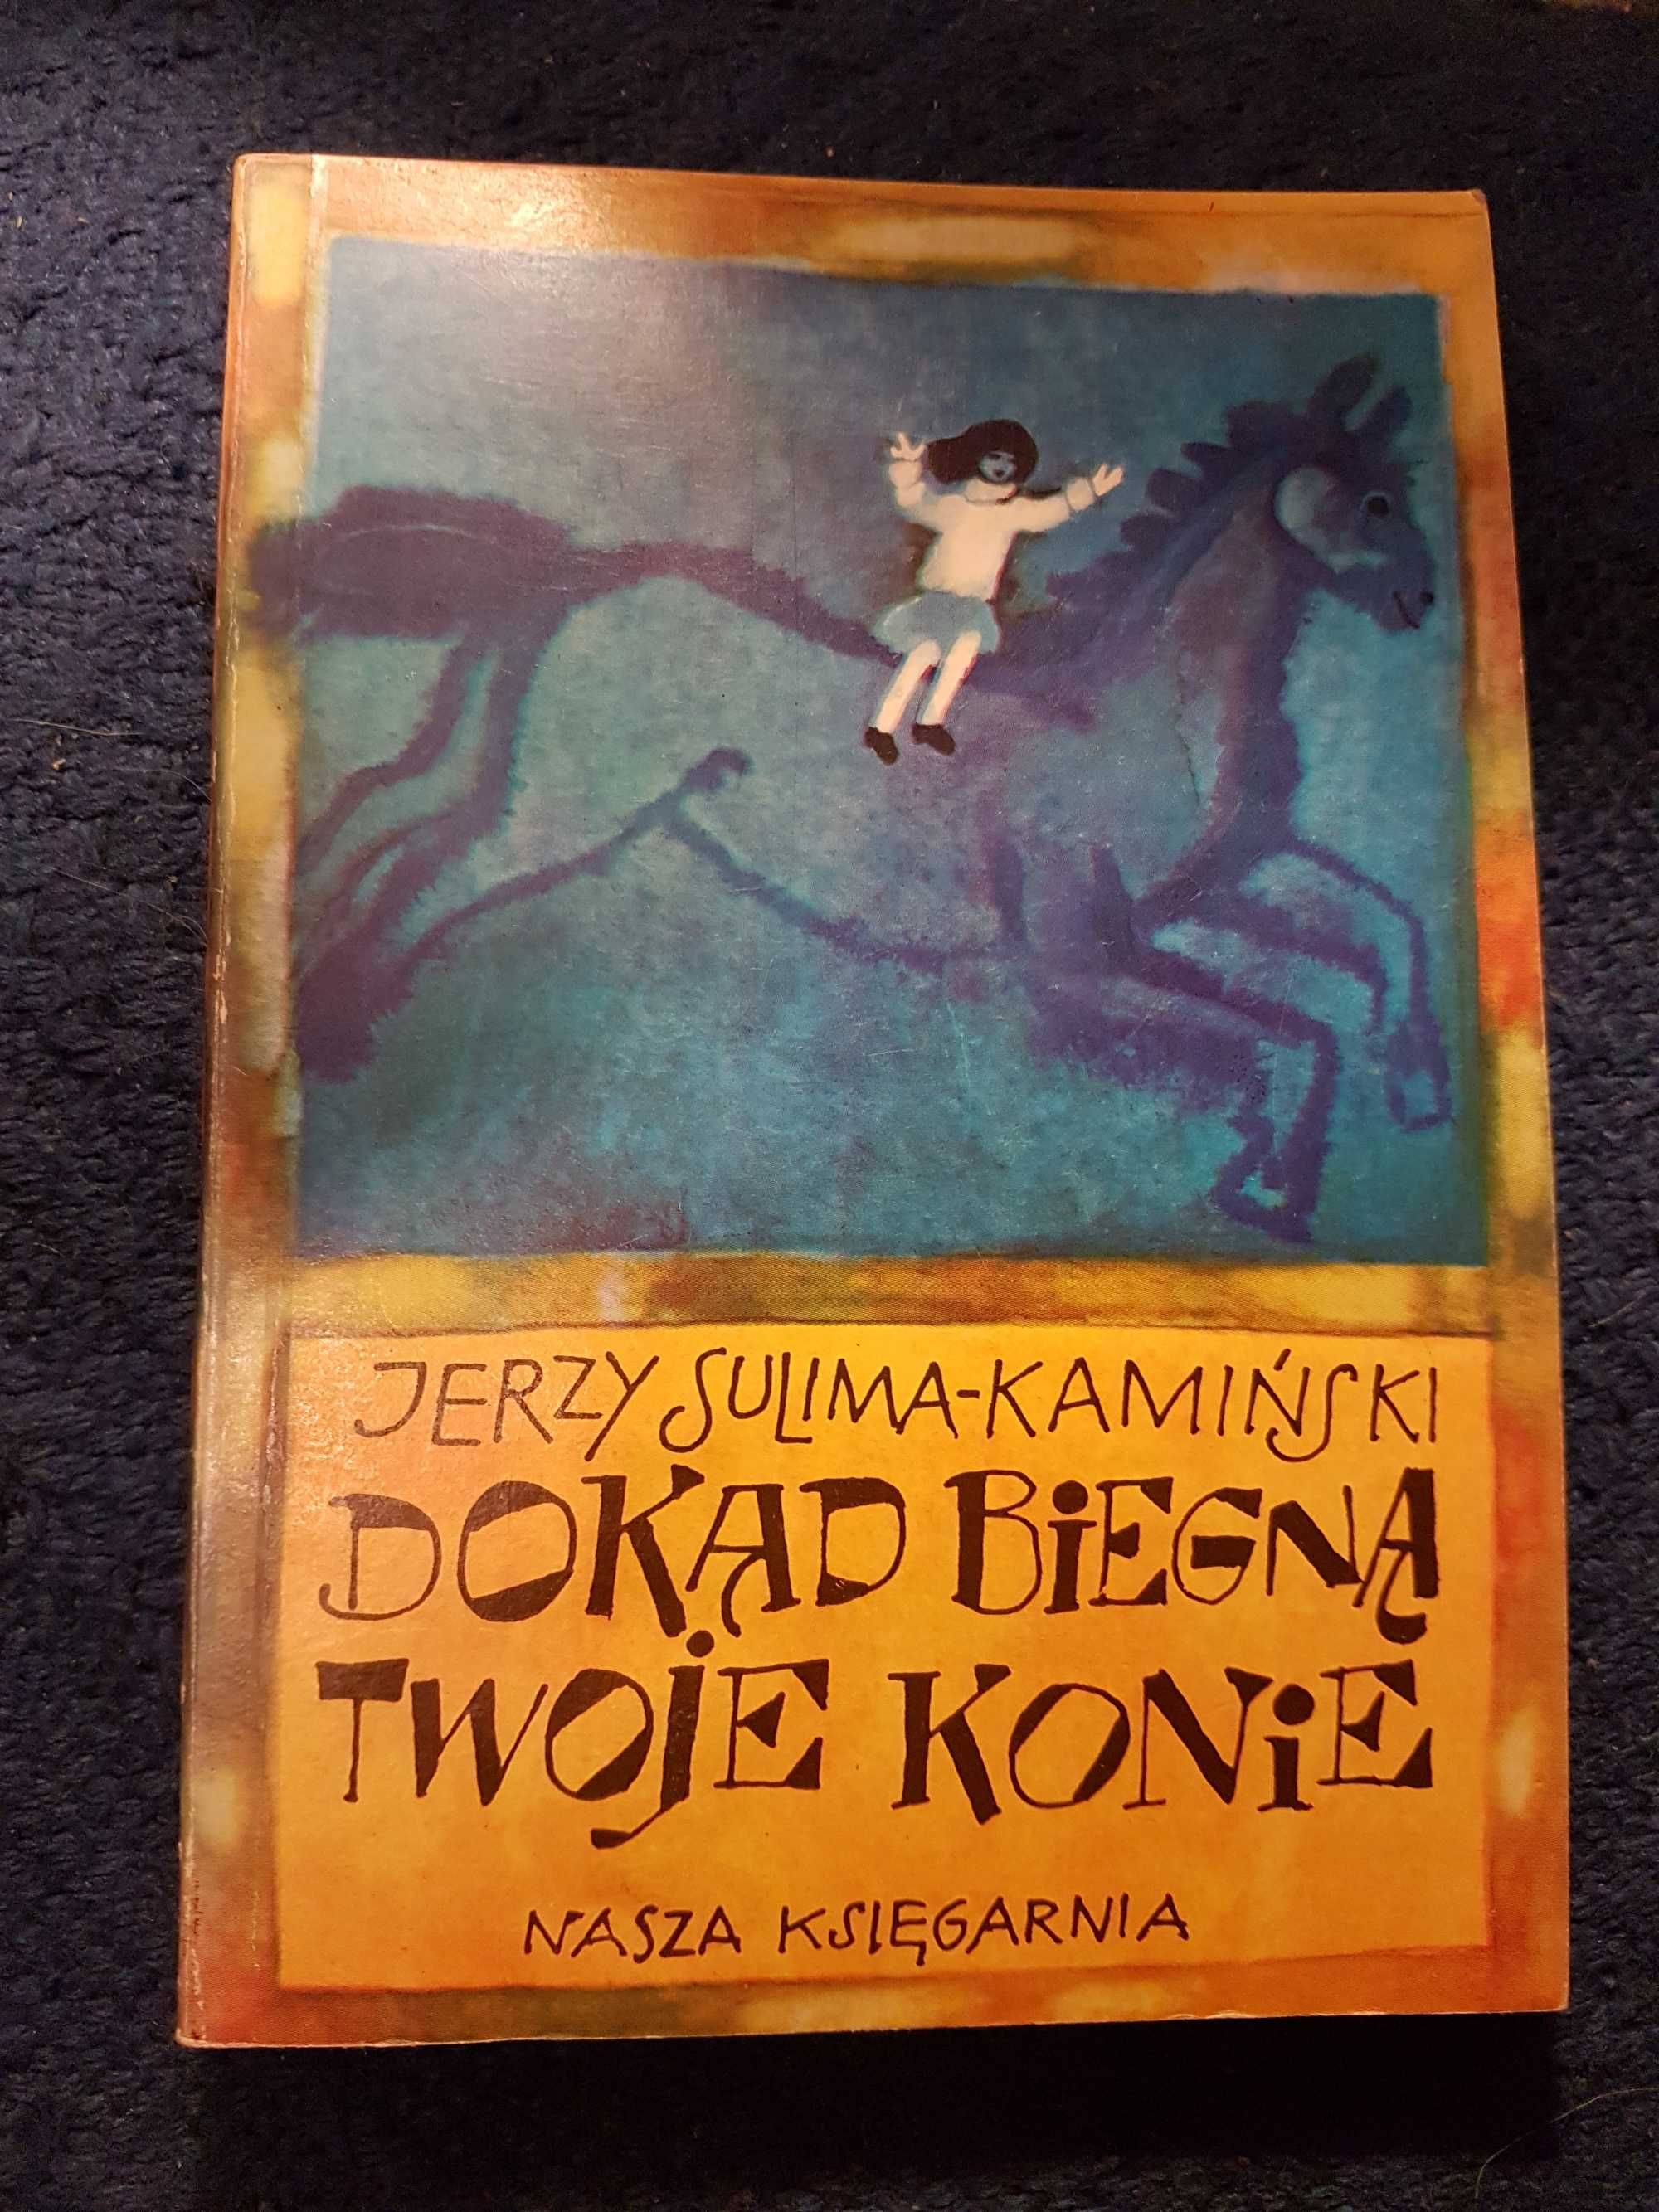 JERZY SULIMA-KAMIŃSKI
DOKĄD BiEGNĄ
TWOJE KONiE
NASZA KSIĘGARNIA